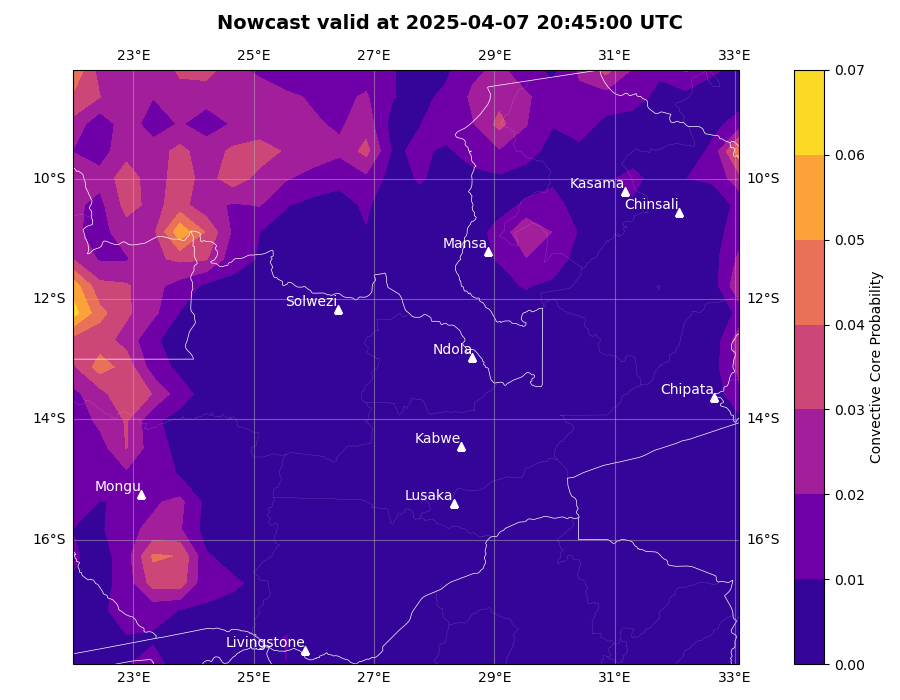 Nowcast valid at 2025-04-07 20:45:00 UTC
23°E 25°E 27°E 29°E 31°E 33°E
0.07
0.06
10°S Kasama 10°S
Chinsali
0.05
Mansa
12°S Solwezi 12°S
0.04
Ndola
Chipata
0.03
14°S 14°S
Kabwe
Mongu
Lusaka
0.02
16°S 16°S
0.01
Livingstone
0.00
23°E 25°E 27°E 29°E 31°E 33°E
Convective Core Probability